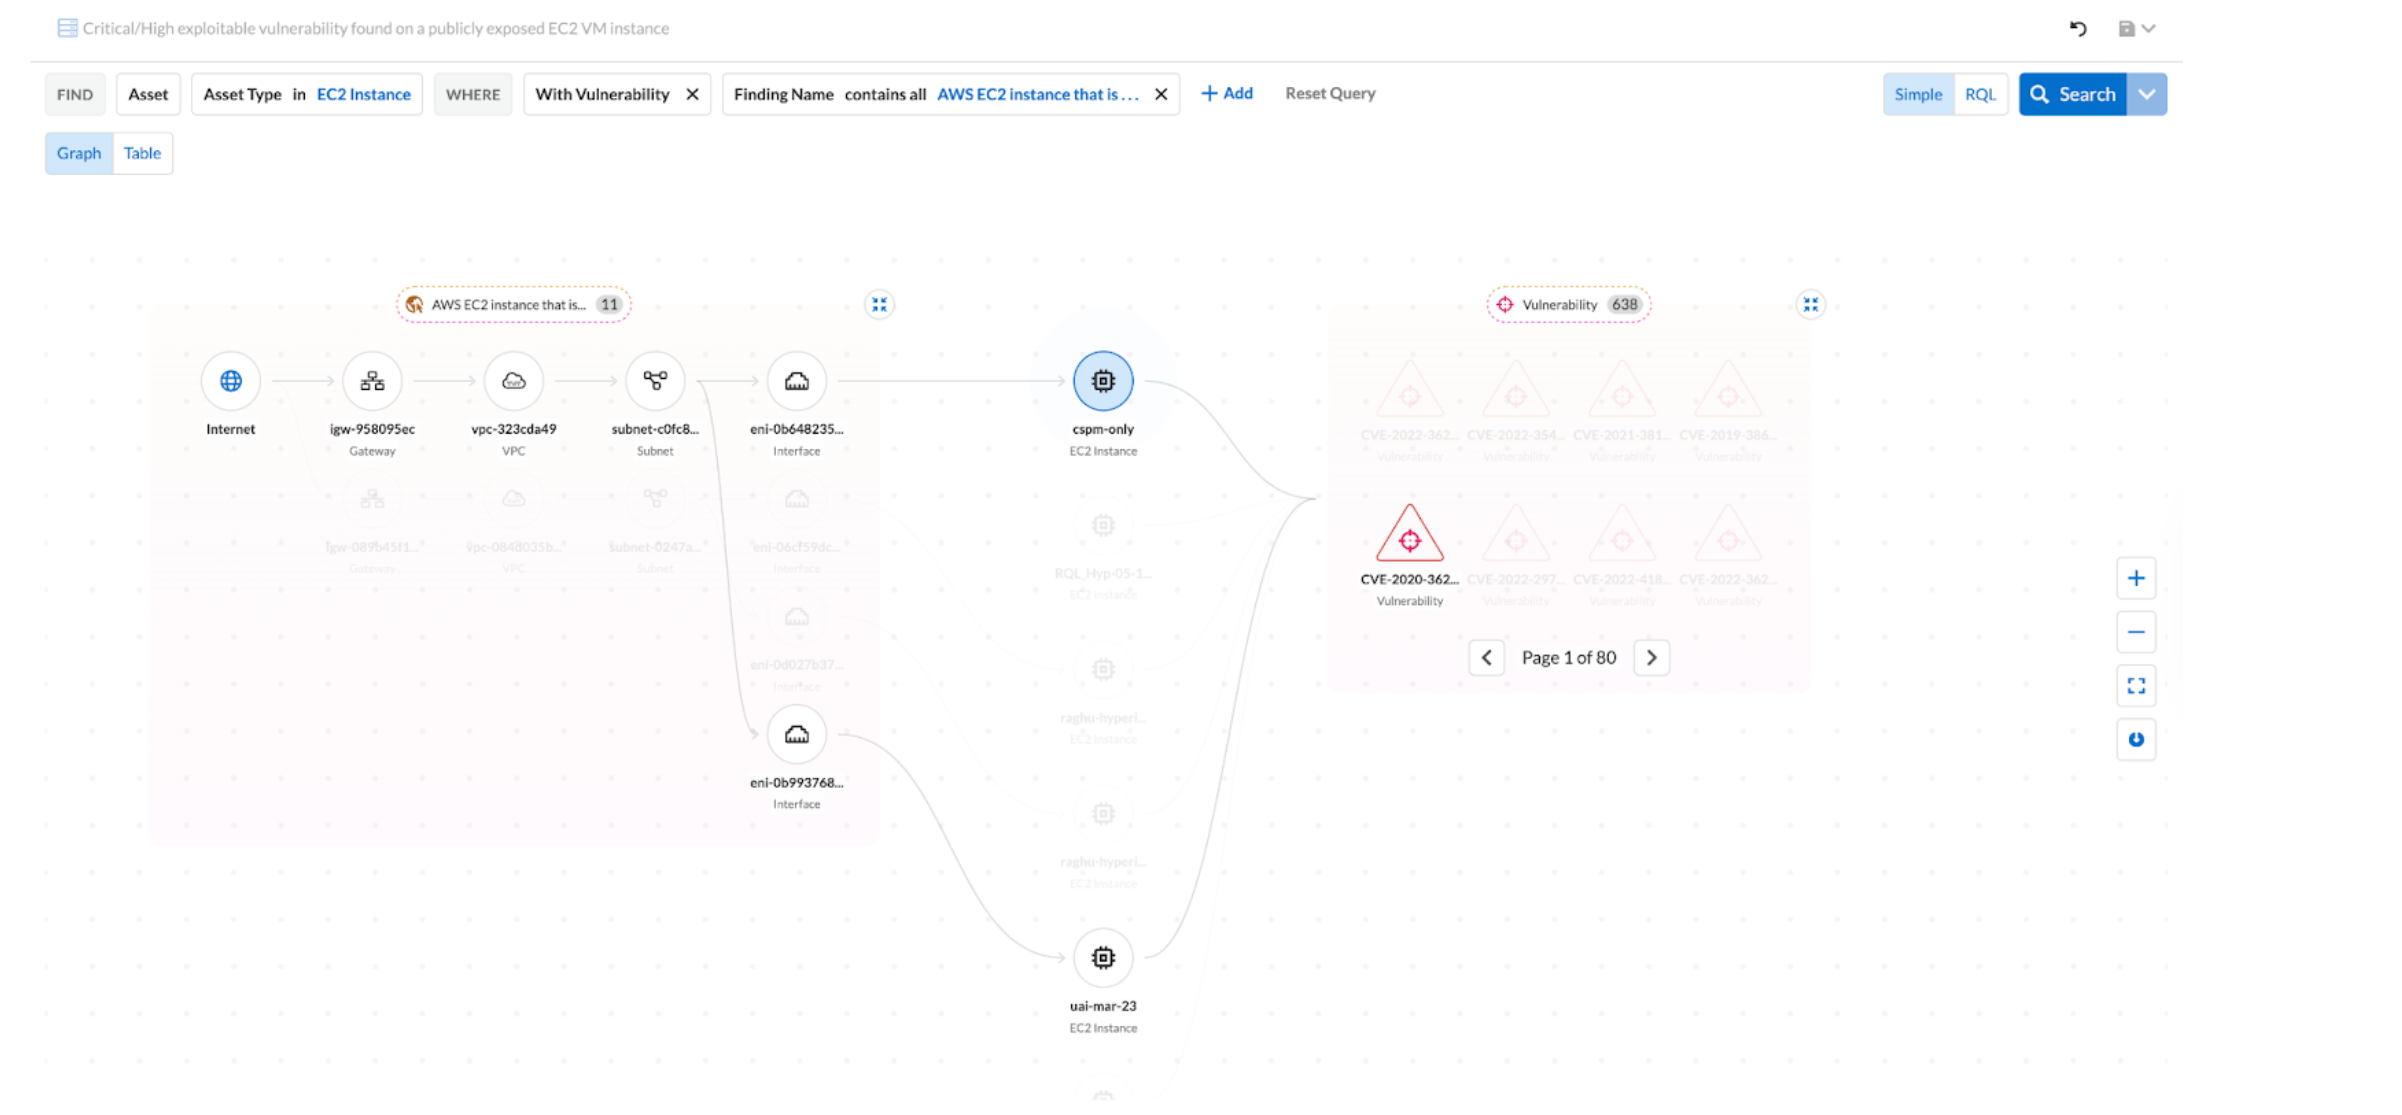 Critical/High exploitable vulnerability found on a publicly exposed EC2 VM instance
FIND Asset Asset Type in EC2 Instance WHERE With Vulnerability Finding Name contains all AWS EC2 instance that is ... + Add Reset Query Simple RQL Search
Graph Table
AWS EC2 instance that is... 11
Vulnerability 638
Internet
igw-958095ec
Gateway
vpc-323cda49
VPC
subnet-c0fc8...
Subnet
eni-0b648235...
Interface
cspm-only
EC2 Instance
CVE-2022-362...
Vulnerability
CVE-2022-354...
Vulnerability
CVE-2021-381...
Vulnerability
CVE-2019-386...
Vulnerability
igw-089b45f1...
Gateway
vpc-0848035b...
VPC
subnet-0247a...
Subnet
eni-06cf59dc...
Interface
RQL_Hyp-05-1...
EC2 Instance
CVE-2020-362...
Vulnerability
CVE-2022-297...
Vulnerability
CVE-2022-418...
Vulnerability
CVE-2022-362...
Vulnerability
Page 1 of 80
eni-0d027b37...
Interface
raghu-hyperi...
EC2 Instance
eni-0b993768...
Interface
raghu-hyperi...
EC2 Instance
uai-mar-23
EC2 Instance